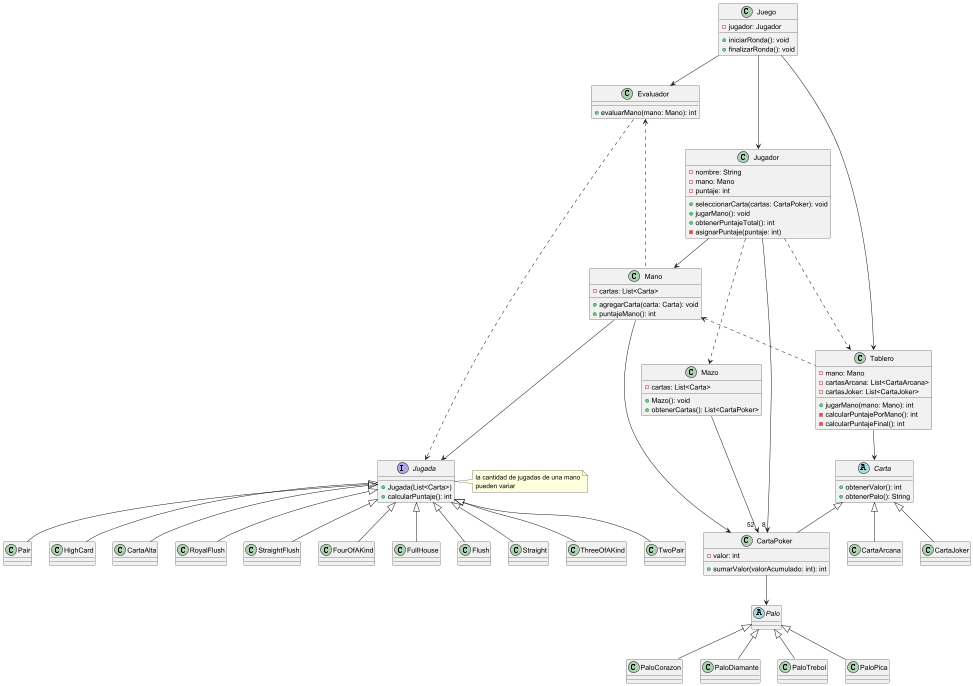 C Juego
jugador: Jugador
iniciarRonda(): void
finalizarRonda(): void
C Evaluador
evaluarMano(mano: Mano): int
C Jugador
nombre: String
mano: Mano
puntaje: int
seleccionarCarta(cartas: CartaPoker): void
jugarMano(): void
obtenerPuntajeTotal(): int
asignarPuntaje(puntaje: int)
C Mano
cartas: List<Carta>
agregarCarta(carta: Carta): void
puntajeMano(): int
C Mazo
cartas: List<Carta>
Mazo(): void
obtenerCartas(): List<CartaPoker>
C Tablero
mano: Mano
cartasArcana: List<CartaArcana>
cartasJoker: List<CartaJoker>
jugarMano(mano: Mano): int
calcularPuntajePorMano(): int
calcularPuntajeFinal(): int
I Jugada
Jugada(List<Carta>)
calcularPuntaje(): int
la cantidad de jugadas de una mano
pueden variar
A Carta
obtenerValor(): int
obtenerPalo(): String
52 8
C Pair
C HighCard
C CartaAlta
C RoyalFlush
C StraightFlush
C FourOfAKind
C FullHouse
C Flush
C Straight
C ThreeOfAKind
C TwoPair
C CartaPoker
valor: int
sumarValor(valorAcumulado: int): int
C CartaArcana
C CartaJoker
A Palo
C PaloCorazon
C PaloDiamante
C PaloTrebol
C PaloPica